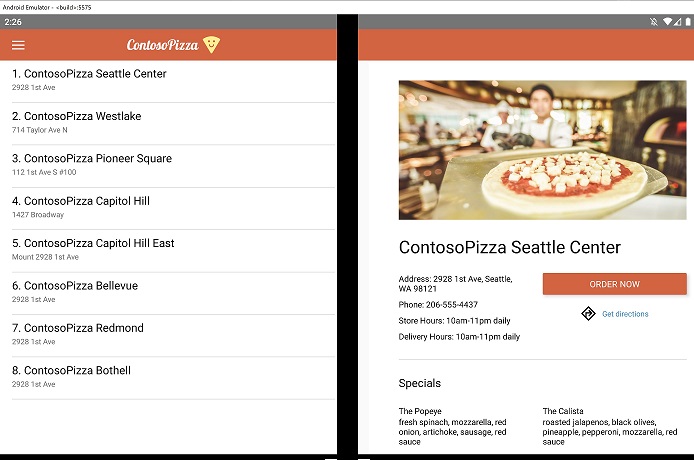 Android Emulator - <build>:5575
2:26
ContosoPizza
1. ContosoPizza Seattle Center
2928 1st Ave
2. ContosoPizza Westlake
714 Taylor Ave N
3. ContosoPizza Pioneer Square
112 1st Ave S #100
4. ContosoPizza Capitol Hill
1427 Broadway
5. ContosoPizza Capitol Hill East
Mount 2928 1st Ave
6. ContosoPizza Bellevue
2928 1st Ave
7. ContosoPizza Redmond
2928 1st Ave
8. ContosoPizza Bothell
2928 1st Ave
ContosoPizza Seattle Center
Address: 2928 1st Ave, Seattle,
WA 98121
Phone: 206-555-4437
Store Hours: 10am-11pm daily
Delivery Hours: 11am-11pm daily
ORDER NOW
Get directions
Specials
The Popeye
fresh spinach, mozzarella, red
onion, artichoke, sausage, red
sauce
The Calista
roasted jalapenos, black olives,
pineapple, pepperoni, mozzarella, red
sauce